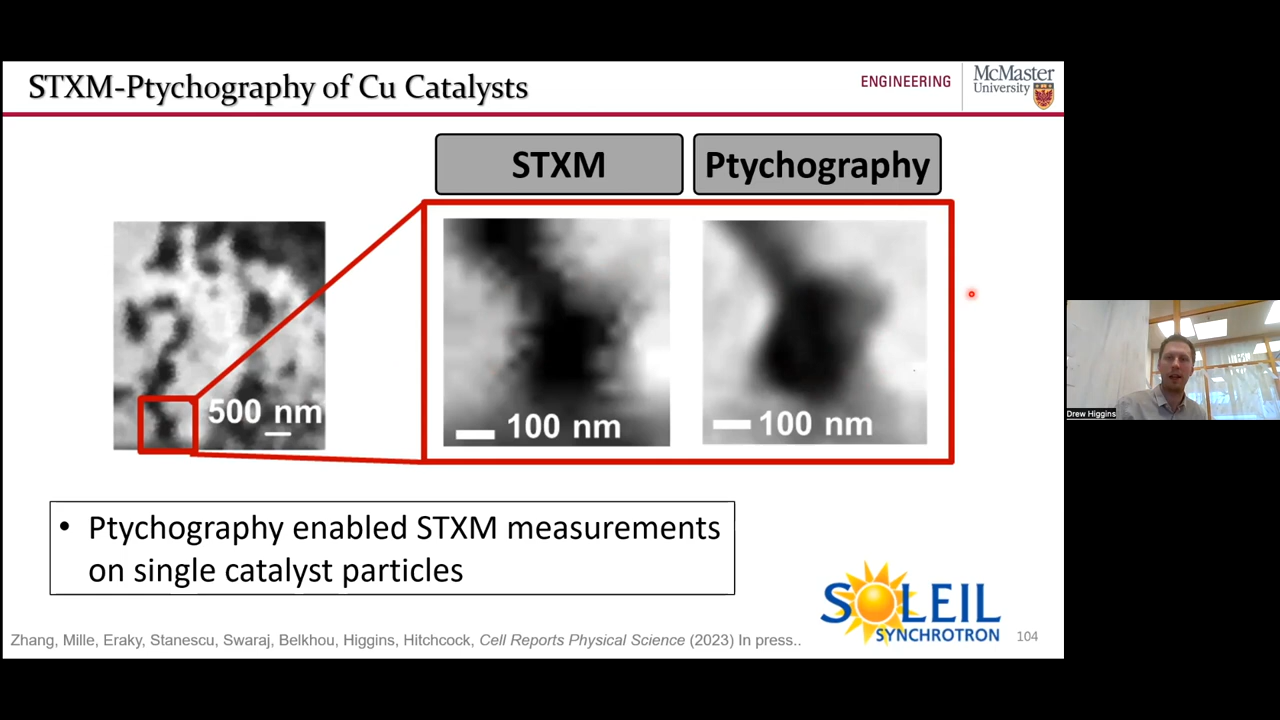 STXM-Ptychography of Cu Catalysts
ENGINEERING
McMaster
University
STXM
Ptychography
500 nm
100 nm
100 nm
• Ptychography enabled STXM measurements
on single catalyst particles
SOLEIL
SYNCHROTRON
Zhang, Mille, Eraky, Stanescu, Swaraj, Belkhou, Higgins, Hitchcock, Cell Reports Physical Science (2023) In press..
104
Drew Higgins